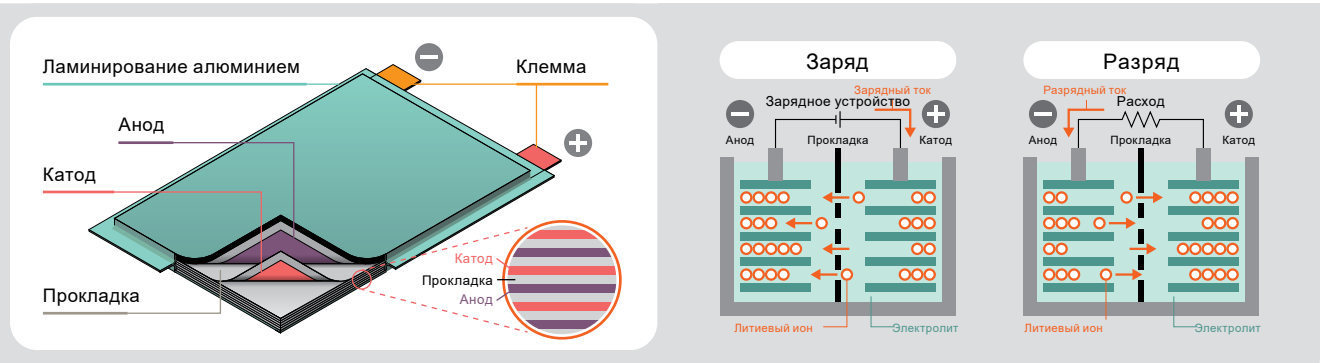 Ламинирование алюминием
Клемма
Анод
Катод
Прокладка
Катод
Прокладка
Анод
Заряд
Зарядный ток
Зарядное устройство
Анод
Прокладка
Катод
Литиевый ион
Электролит
Разряд
Разрядный ток
Расход
Анод
Прокладка
Катод
Литиевый ион
Электролит